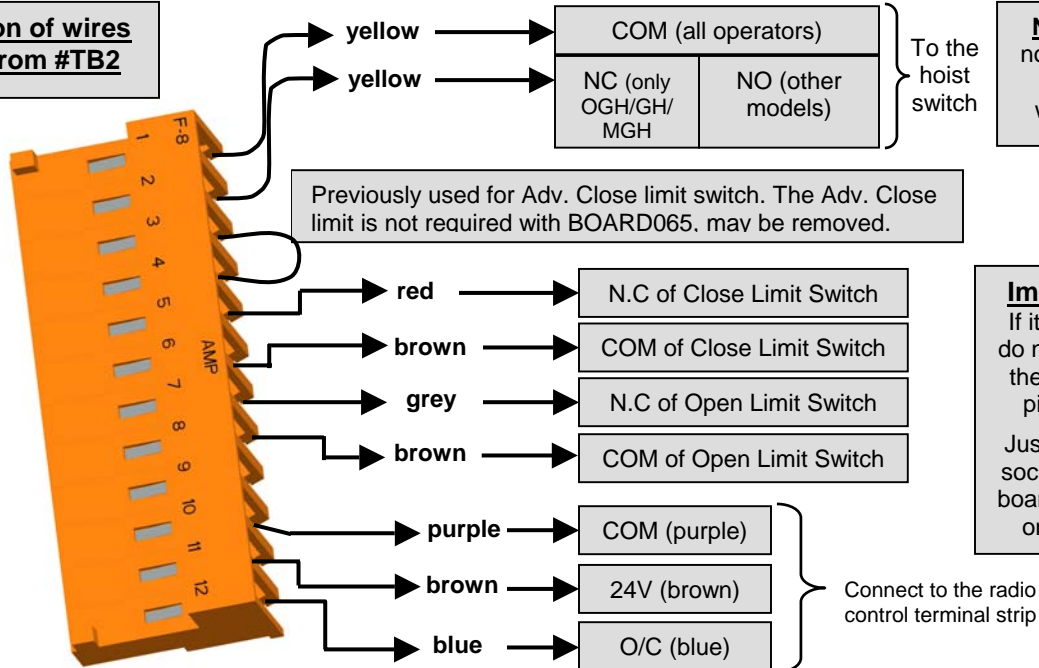 on of wires
rom #TB2
yellow
COM (all operators)
yellow
NC (only
OGH/GH/
MGH
NO (other
models)
To the
hoist
switch
N
no
Previously used for Adv. Close limit switch. The Adv. Close
limit is not required with BOARD065, may be removed.
F-8
1
2
3
4
5
6
AMP
7
8
9
10
11
12
red
N.C of Close Limit Switch
brown
COM of Close Limit Switch
grey
N.C of Open Limit Switch
brown
COM of Open Limit Switch
Im
If it
do n
the
pi
Jus
soc
boar
or
purple
COM (purple)
brown
24V (brown)
blue
O/C (blue)
Connect to the radio
control terminal strip